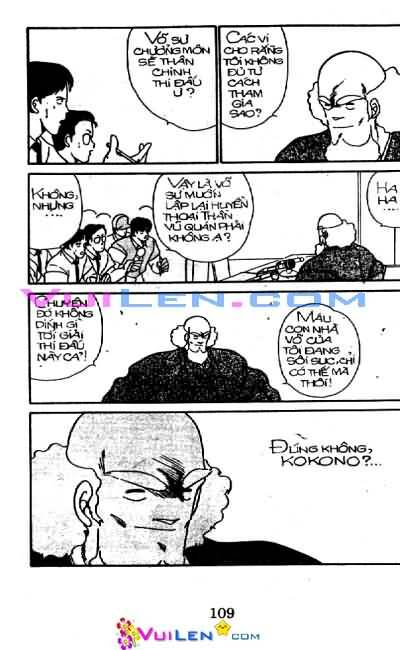 VÕ SƯ
CHƯỞNG MÔN
SẼ THÂN
CHINH
THI ĐẤU
Ư?
CÁC VỊ
CHO RẰNG
TÔI KHÔNG
ĐỦ TƯ
CÁCH
THAM
GIA
SAO?
KHÔNG,
NHƯNG
.....
VẬY LÀ VÕ
SƯ MUỐN
LẬP LẠI HUYỀN
THOẠI THẦN
VŨ QUÁN PHẢI
KHÔNG Ạ?
HA
HA
CHUYỆN
ĐÓ KHÔNG
DÍNH GÌ
TỚI GIẢI
THI ĐẤU
NÀY CẢ!
MÁU
CON NHÀ
VÕ CỦA
TÔI ĐANG
SÔI SỤC, CHỈ
CÓ THẾ MÀ
THÔI!
VUILEN.COM
ĐÚNG KHÔNG,
KOKONO?...
109
VUILEN.COM